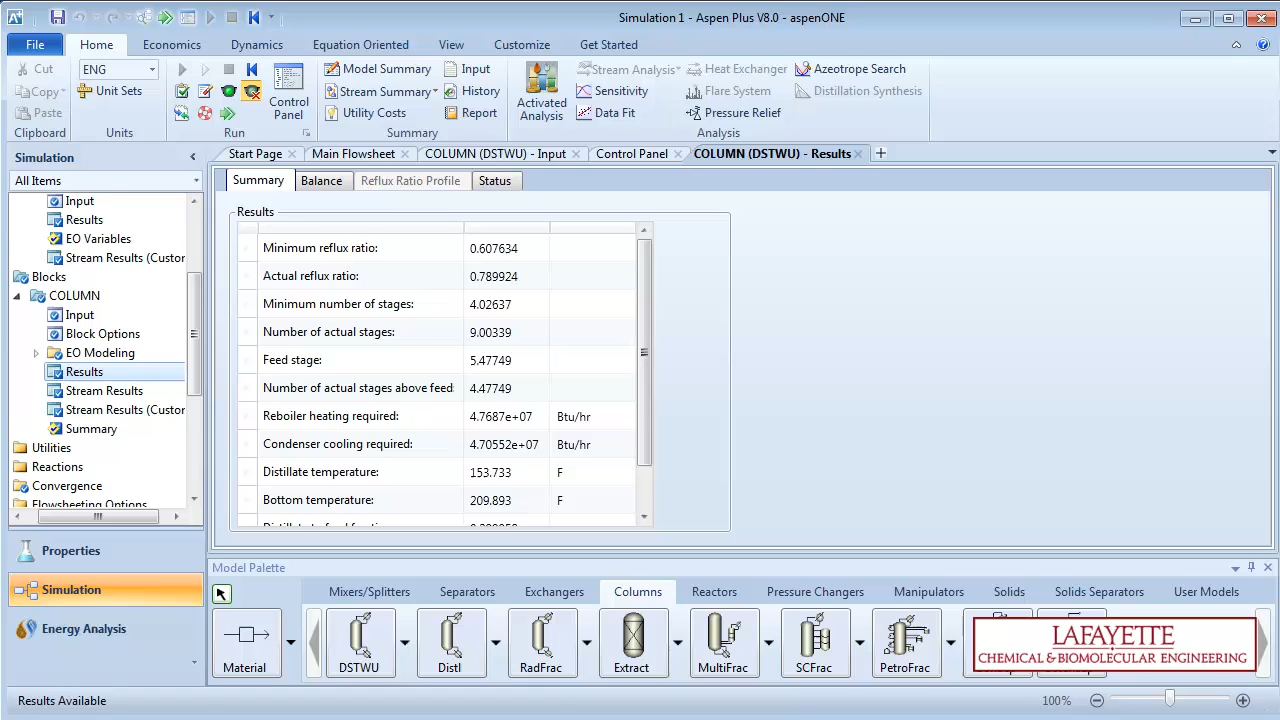 Simulation 1 - Aspen Plus V8.0 - aspenONE
File Home Economics Dynamics Equation Oriented View Customize Get Started
Cut ENG Model Summary Input Stream Analysis Heat Exchanger Azeotrope Search
Copy Unit Sets Stream Summary History Sensitivity Flare System Distillation Synthesis
Paste Control Panel Utility Costs Report Activated Analysis Data Fit Pressure Relief
Clipboard Units Run Summary Analysis
Simulation
All Items
Start Page Main Flowsheet COLUMN (DSTWU) - Input Control Panel COLUMN (DSTWU) - Results
Summary Balance Reflux Ratio Profile Status
Input
Results
EO Variables
Stream Results (Custor
Blocks
COLUMN
Input
Block Options
EO Modeling
Results
Stream Results
Stream Results (Custor
Summary
Utilities
Reactions
Convergence
Flowsheeting Options
Results
Minimum reflux ratio: 0.607634
Actual reflux ratio: 0.789924
Minimum number of stages: 4.02637
Number of actual stages: 9.00339
Feed stage: 5.47749
Number of actual stages above feed: 4.47749
Reboiler heating required: 4.7687e+07 Btu/hr
Condenser cooling required: 4.70552e+07 Btu/hr
Distillate temperature: 153.733 F
Bottom temperature: 209.893 F
Properties
Simulation
Energy Analysis
Model Palette
Mixers/Splitters Separators Exchangers Columns Reactors Pressure Changers Manipulators Solids Solids Separators User Models
Material DSTWU Distl RadFrac Extract MultiFrac SCFrac PetroFrac
LAFAYETTE
CHEMICAL & BIOMOLECULAR ENGINEERING
Results Available 100%